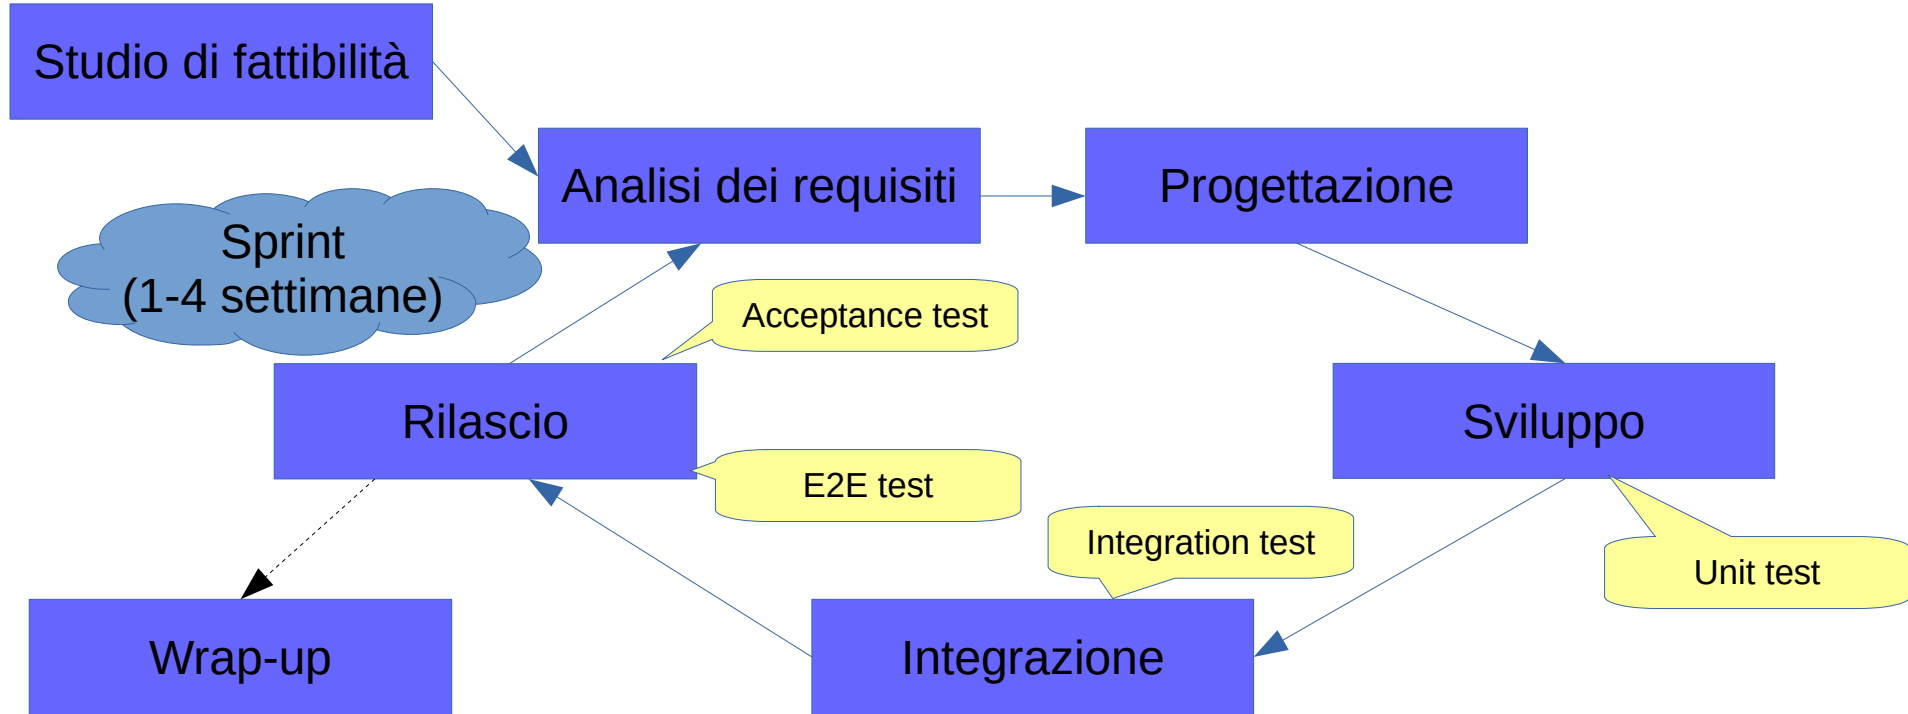 Studio di fattibilità
Analisi dei requisiti
Progettazione
Sprint
(1-4 settimane)
Acceptance test
Rilascio
Sviluppo
E2E test
Integration test
Unit test
Wrap-up
Integrazione